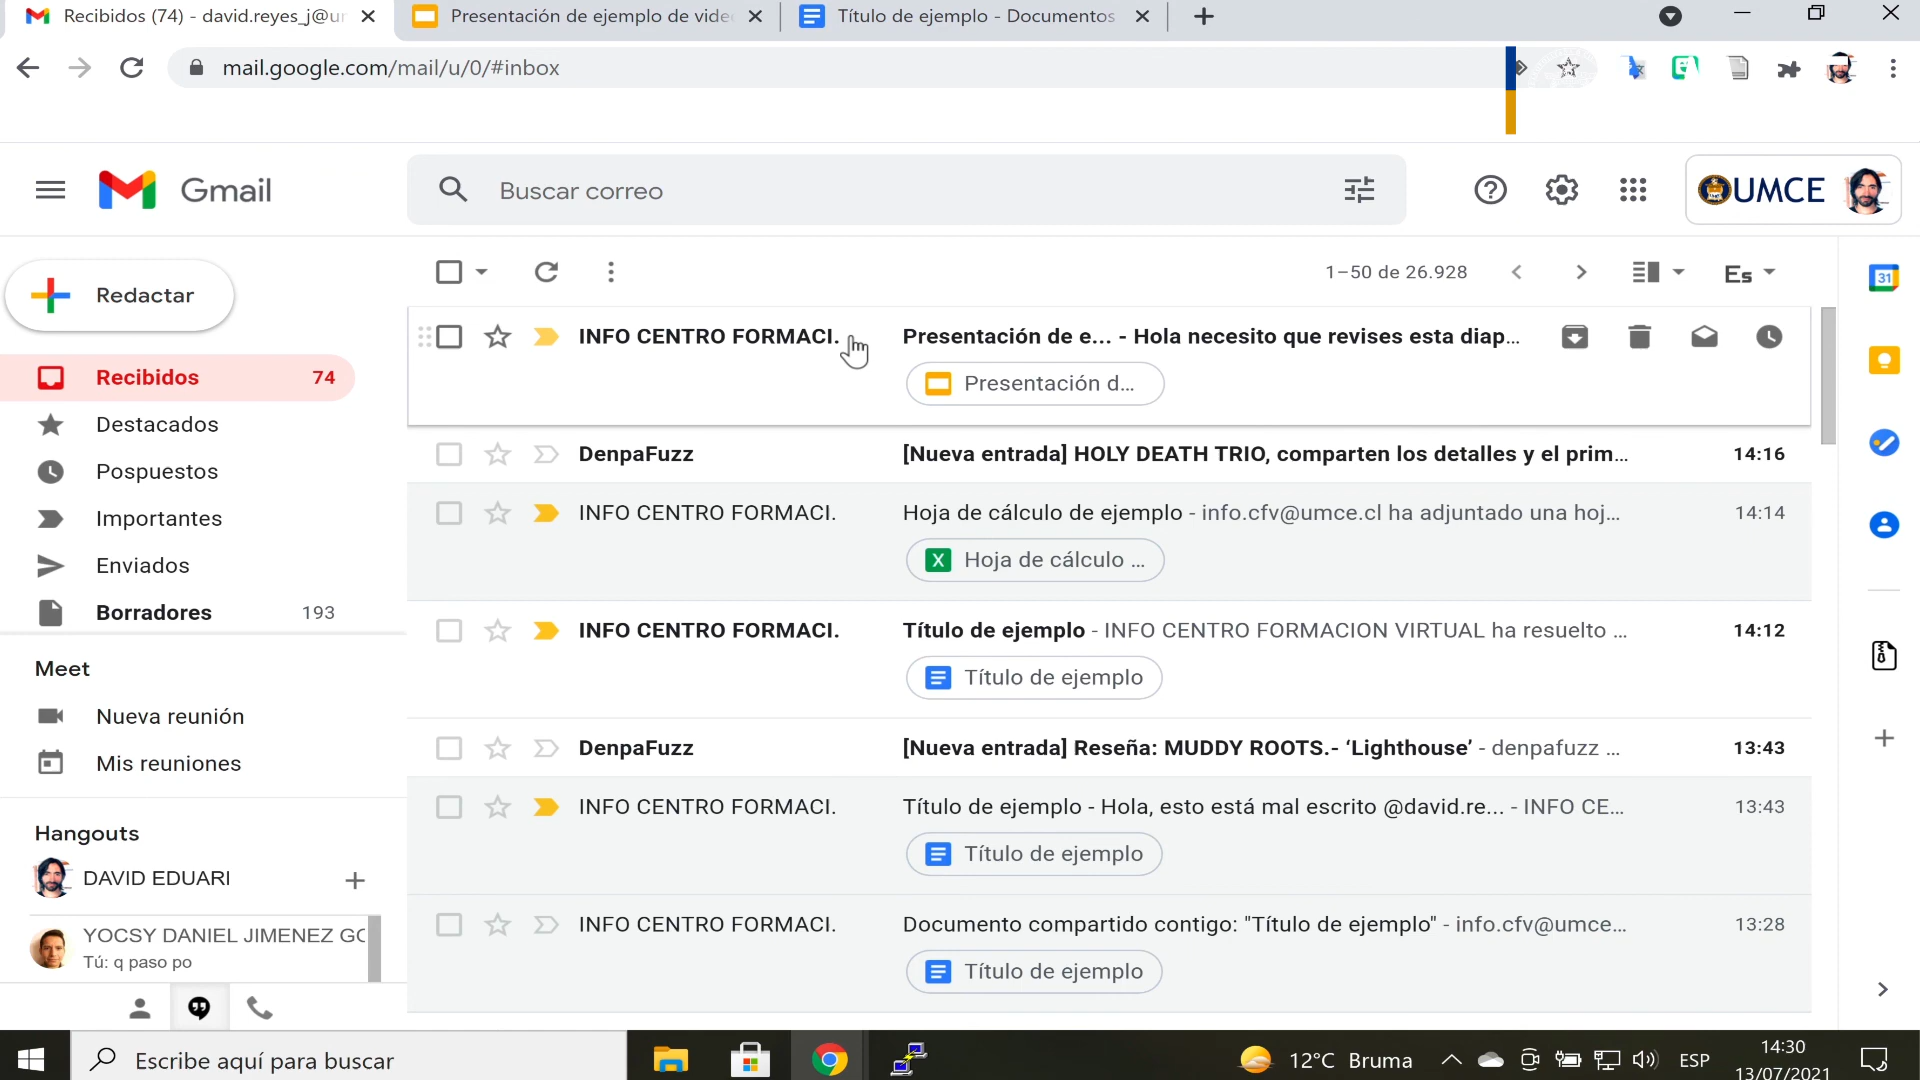 Recibidos (74) - david.reyes_j@ur
Presentación de ejemplo de vide
Título de ejemplo - Documentos
mail.google.com/mail/u/0/#inbox
Gmail
Buscar correo
UMCE
Redactar
1–50 de 26.928
Es
31
Recibidos 74
Destacados
Pospuestos
Importantes
Enviados
Borradores 193
Meet
Nueva reunión
Mis reuniones
Hangouts
DAVID EDUARI
YOCSY DANIEL JIMENEZ GO
Tú: q paso po
INFO CENTRO FORMACI. Presentación de e... - Hola necesito que revises esta diap...
Presentación d...
DenpaFuzz [Nueva entrada] HOLY DEATH TRIO, comparten los detalles y el prim... 14:16
INFO CENTRO FORMACI. Hoja de cálculo de ejemplo - info.cfv@umce.cl ha adjuntado una hoj... 14:14
X Hoja de cálculo ...
INFO CENTRO FORMACI. Título de ejemplo - INFO CENTRO FORMACION VIRTUAL ha resuelto ... 14:12
Título de ejemplo
DenpaFuzz [Nueva entrada] Reseña: MUDDY ROOTS.- ‘Lighthouse’ - denpafuzz ... 13:43
INFO CENTRO FORMACI. Título de ejemplo - Hola, esto está mal escrito @david.re... - INFO CE... 13:43
Título de ejemplo
INFO CENTRO FORMACI. Documento compartido contigo: "Título de ejemplo" - info.cfv@umce... 13:28
Título de ejemplo
Escribe aquí para buscar
12°C Bruma
ESP
14:30
13/07/2021